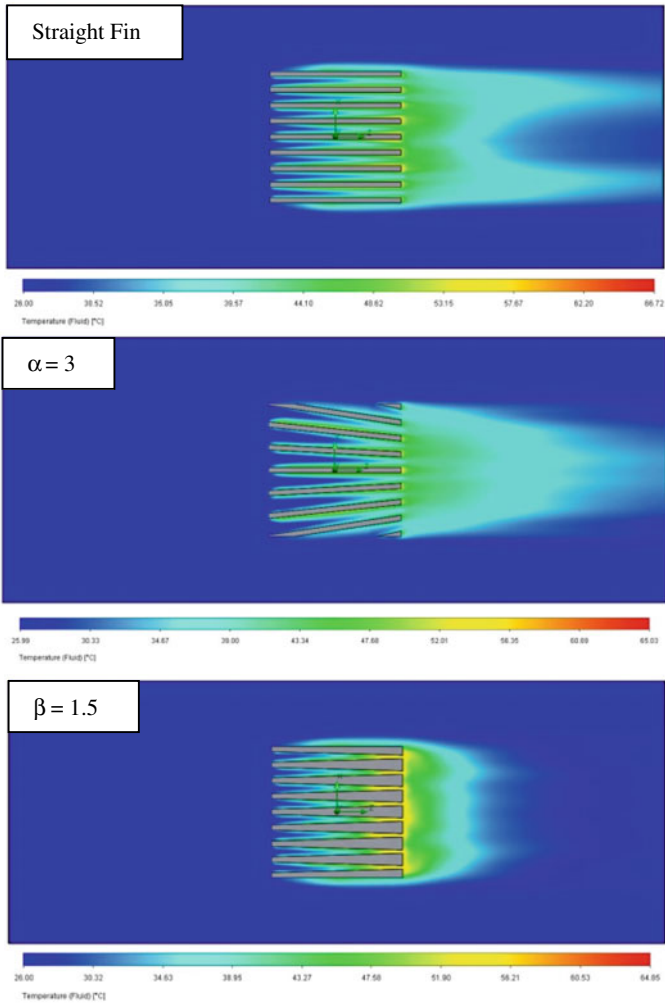 Straight Fin
26.00 30.52 35.05 39.57 44.10 48.62 53.15 57.67 62.20 66.72
Temperature (Fluid) [°C]
α = 3
25.99 30.33 34.67 39.00 43.34 47.68 52.01 56.35 60.69 65.03
Temperature (Fluid) [°C]
β = 1.5
26.00 30.32 34.63 38.95 43.27 47.58 51.90 56.21 60.53 64.85
Temperature (Fluid) [°C]